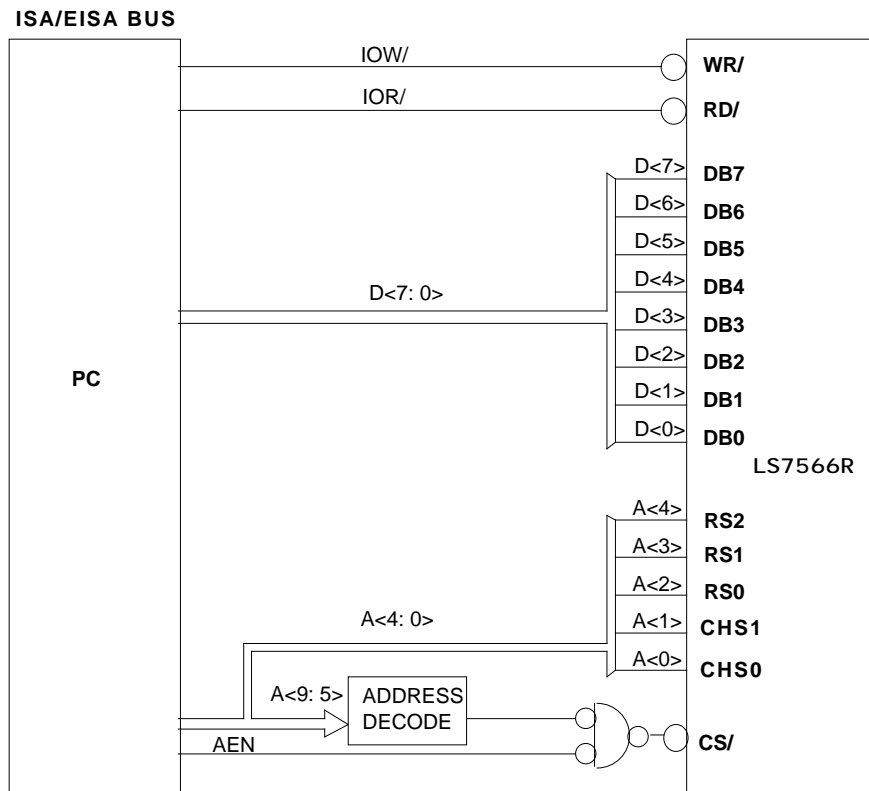 ISA/EISA BUS
IOW/
WR/
IOR/
RD/
D<7>
DB7
D<6>
DB6
D<5>
DB5
D<4>
DB4
D<7: 0>
D<3>
DB3
D<2>
DB2
PC
D<1>
DB1
D<0>
DB0
LS7566R
A<4>
RS2
A<3>
RS1
A<2>
RS0
A<4: 0>
A<1>
CHS1
A<0>
CHS0
A<9: 5>
ADDRESS
DECODE
AEN
CS/